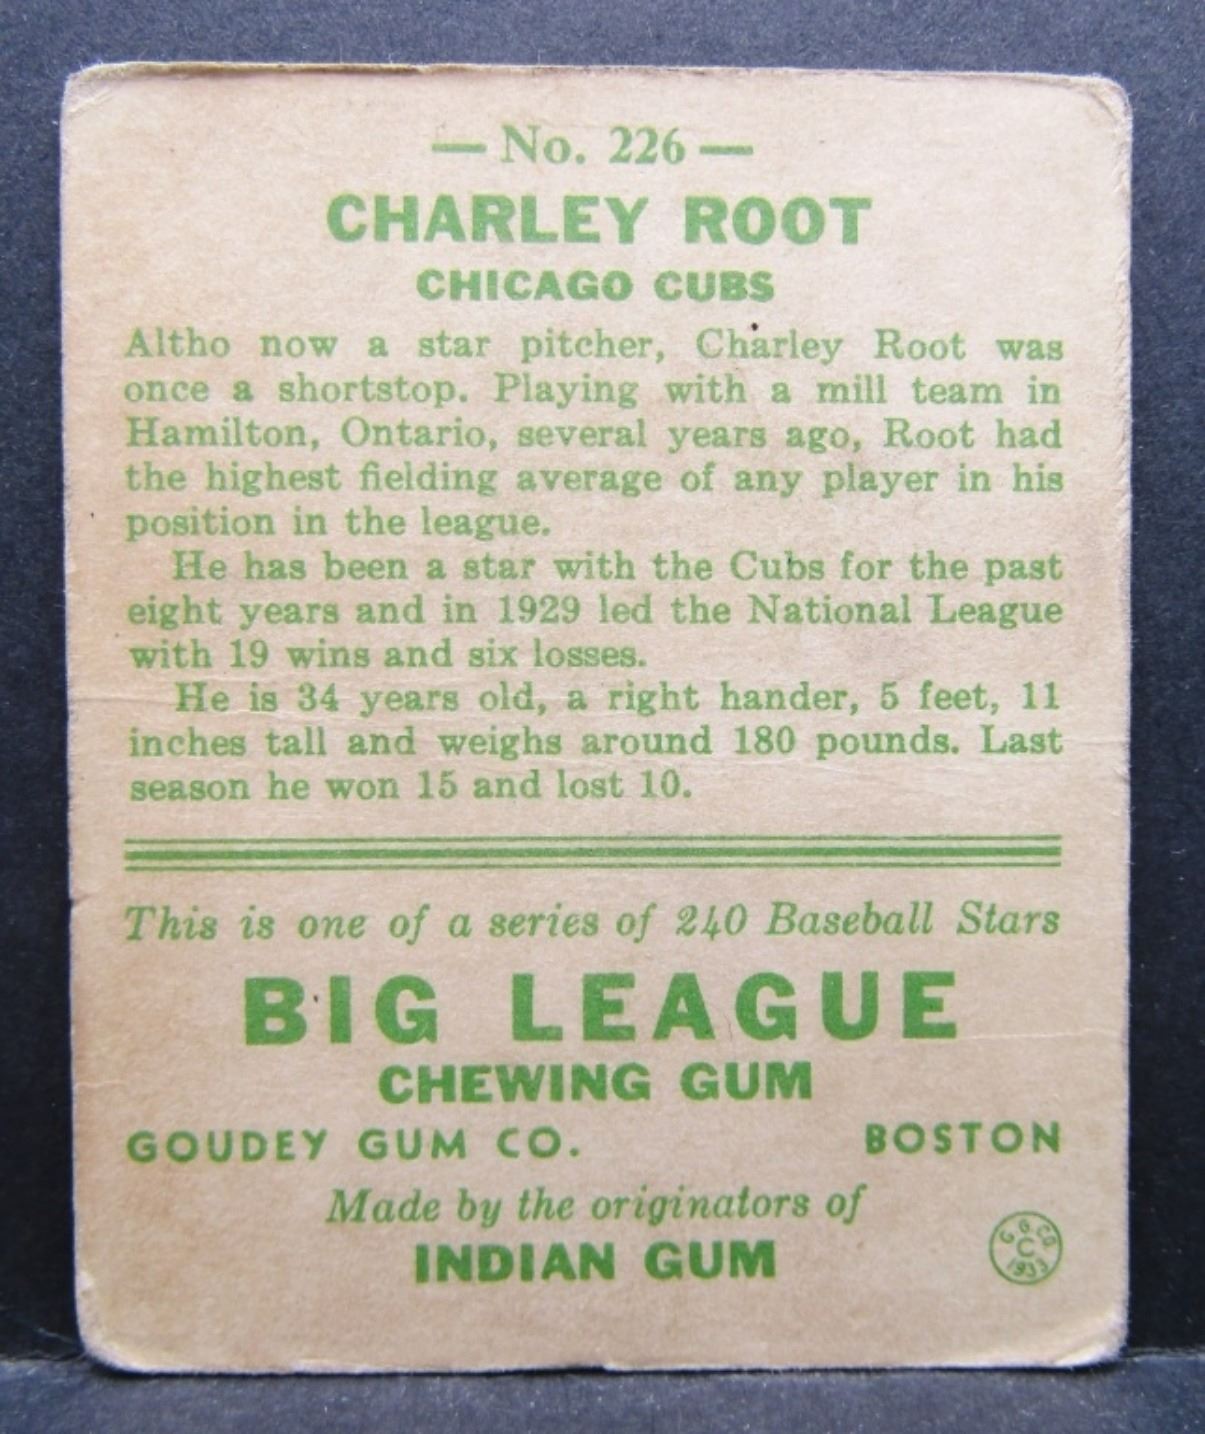 — No. 226 —
CHARLEY ROOT
CHICAGO CUBS
Altho now a star pitcher, Charley Root was
once a shortstop. Playing with a mill team in
Hamilton, Ontario, several years ago, Root had
the highest fielding average of any player in his
position in the league.
He has been a star with the Cubs for the past
eight years and in 1929 led the National League
with 19 wins and six losses.
He is 34 years old, a right hander, 5 feet, 11
inches tall and weighs around 180 pounds. Last
season he won 15 and lost 10.
This is one of a series of 240 Baseball Stars
BIG LEAGUE
CHEWING GUM
GOUDEY GUM CO. BOSTON
Made by the originators of
INDIAN GUM
G. G. CO.
C
1933